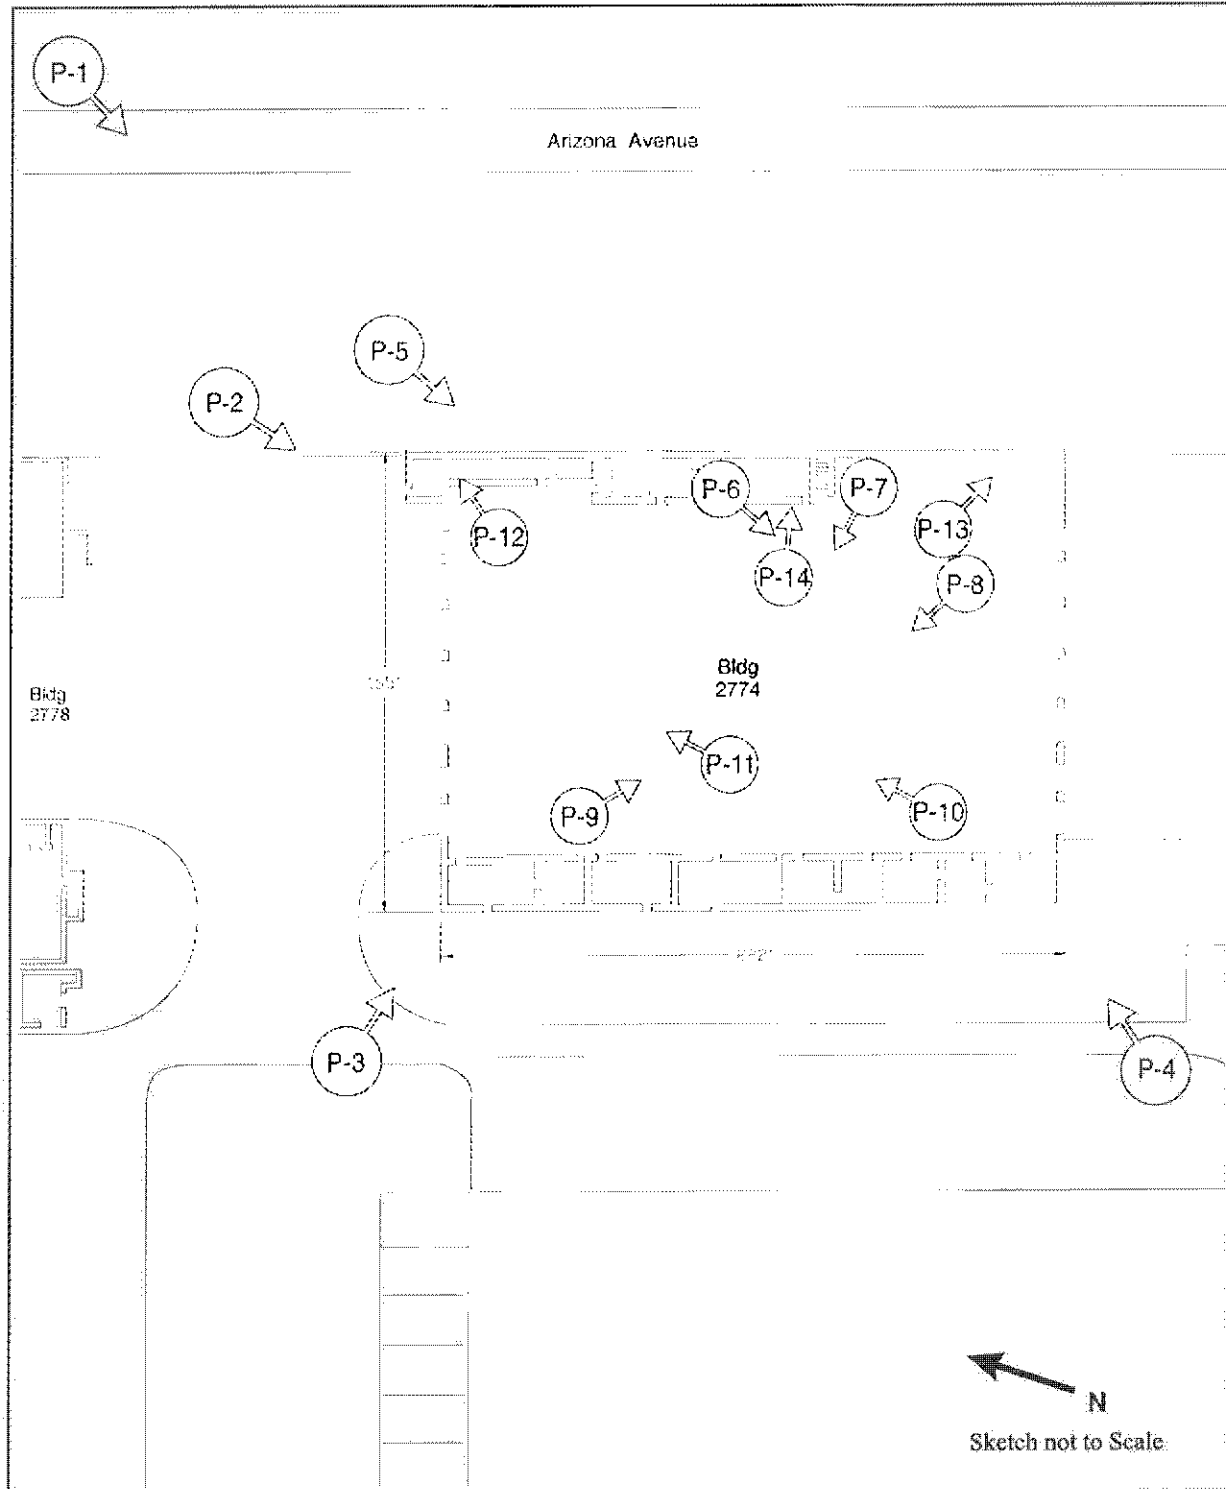 P-1
Arizona Avenue
P-5
P-2
P-6
P-7
P-12
P-13
P-14
P-8
Bldg
2774
Bldg
2778
P-11
P-9
P-10
P-3
P-4
N
Sketch not to Scale